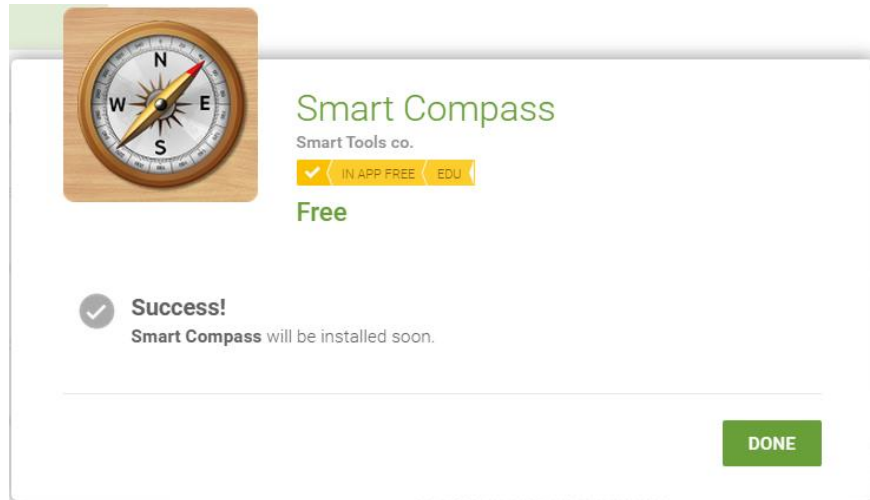 N
W E
S
Smart Compass
Smart Tools co.
IN APP FREE EDU
Free
Success!
Smart Compass will be installed soon.
DONE